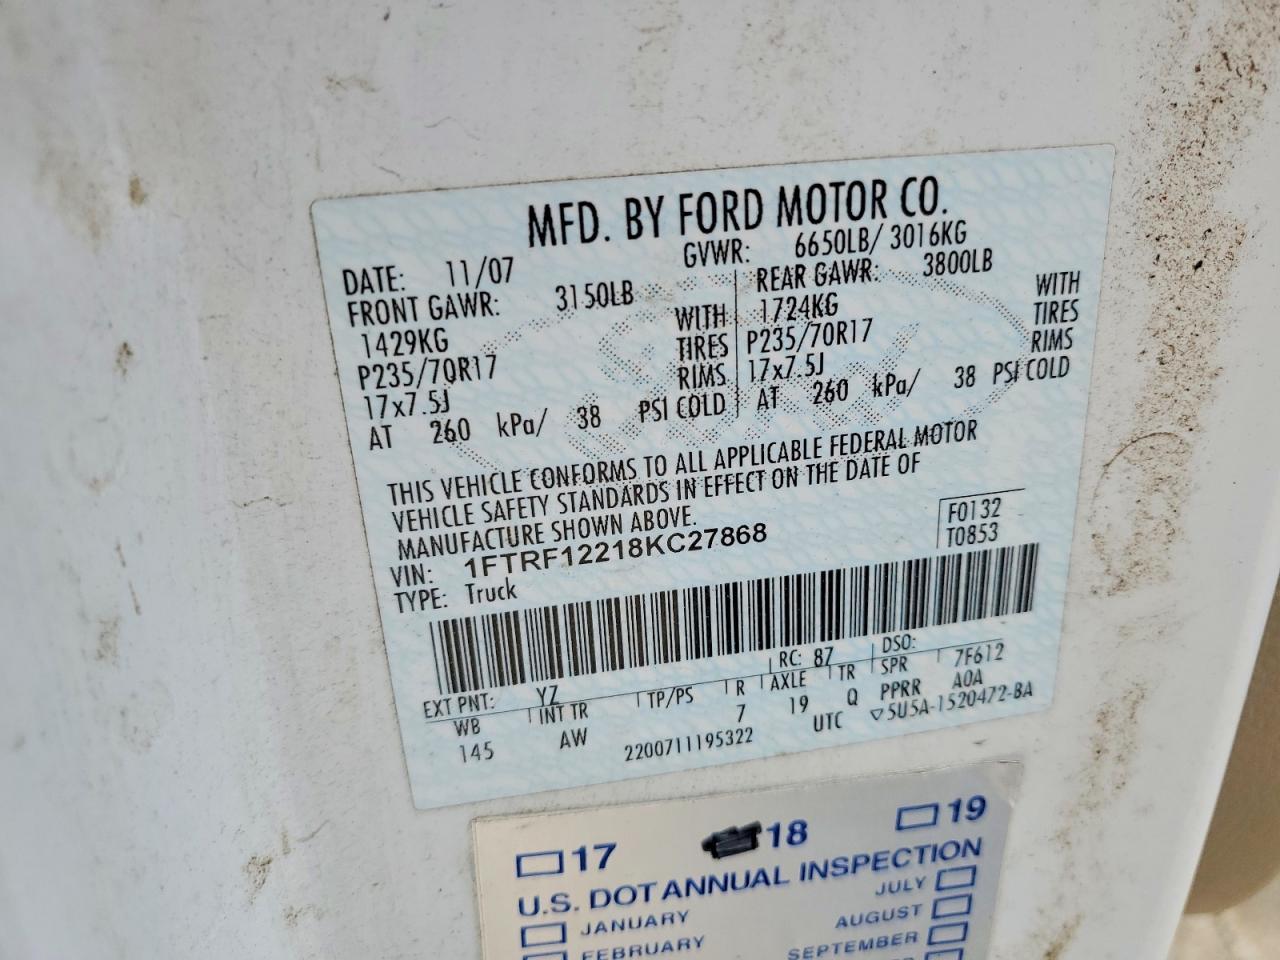 MFD. BY FORD MOTOR CO.
DATE: 11/07 GVWR: 6650LB/ 3016KG
FRONT GAWR: 3150LB REAR GAWR: 3800LB
1429KG WITH 1724KG WITH
P235/70R17 TIRES P235/70R17 TIRES
17x7.5J RIMS 17x7.5J RIMS
AT 260 kPa/ 38 PSI COLD AT 260 kPa/ 38 PSI COLD
THIS VEHICLE CONFORMS TO ALL APPLICABLE FEDERAL MOTOR
VEHICLE SAFETY STANDARDS IN EFFECT ON THE DATE OF
MANUFACTURE SHOWN ABOVE.
VIN: 1FTRF12218KC27868 F0132
TYPE: Truck T0853
EXT PNT: YZ RC: 87 DSO:
WB INT TR TP/PS R AXLE TR SPR 7F612
145 AW 7 19 Q PPRR A0A
2200711195322 UTC ▽5U5A-1520472-BA
17 18 19
U.S. DOT ANNUAL INSPECTION
JANUARY JULY
FEBRUARY AUGUST
SEPTEMBER